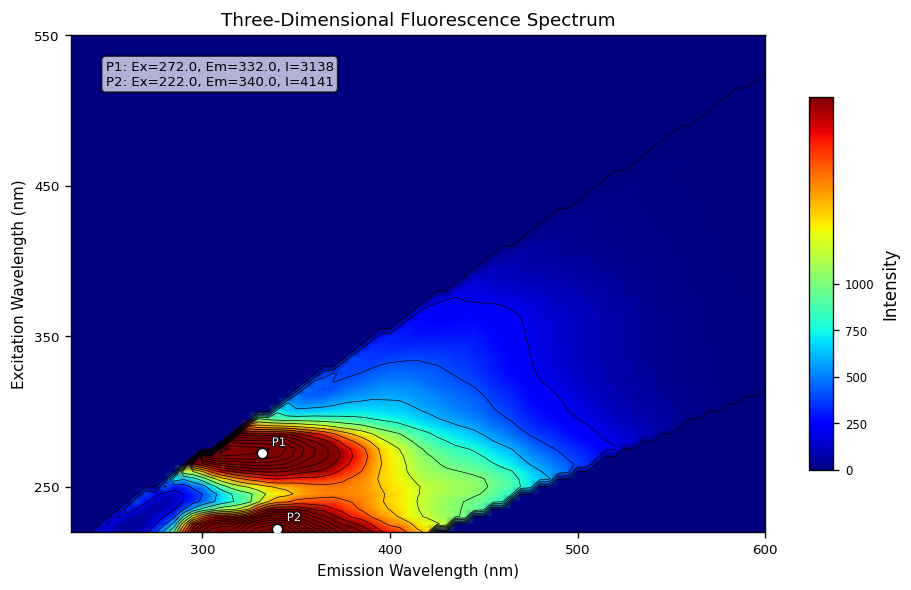 Three-Dimensional Fluorescence Spectrum
550
P1: Ex=272.0, Em=332.0, I=3138
P2: Ex=222.0, Em=340.0, I=4141
450
350
250
Excitation Wavelength (nm)
P1
P2
300
400
500
600
Emission Wavelength (nm)
1000
750
500
250
0
Intensity